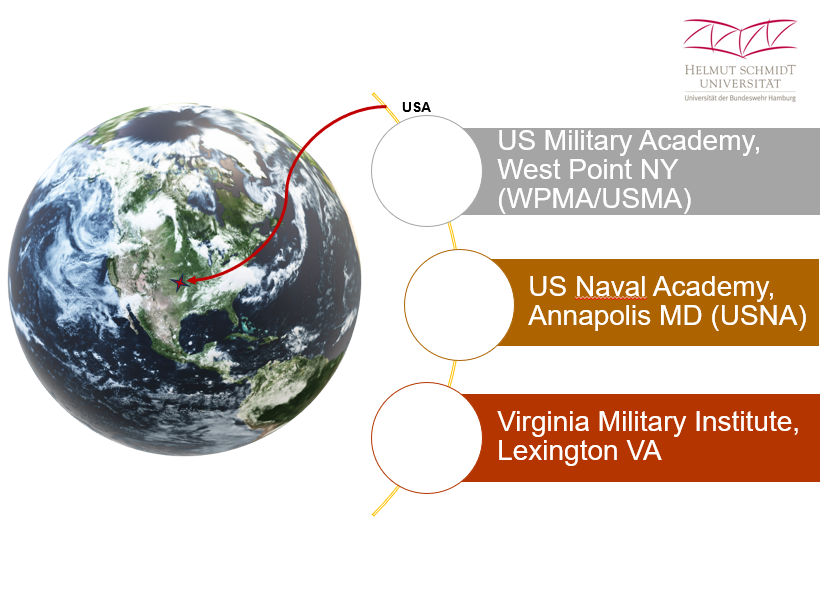 HELMUT SCHMIDT
UNIVERSITÄT
Universität der Bundeswehr Hamburg
USA
US Military Academy,
West Point NY
(WPMA/USMA)
US Naval Academy,
Annapolis MD (USNA)
Virginia Military Institute,
Lexington VA